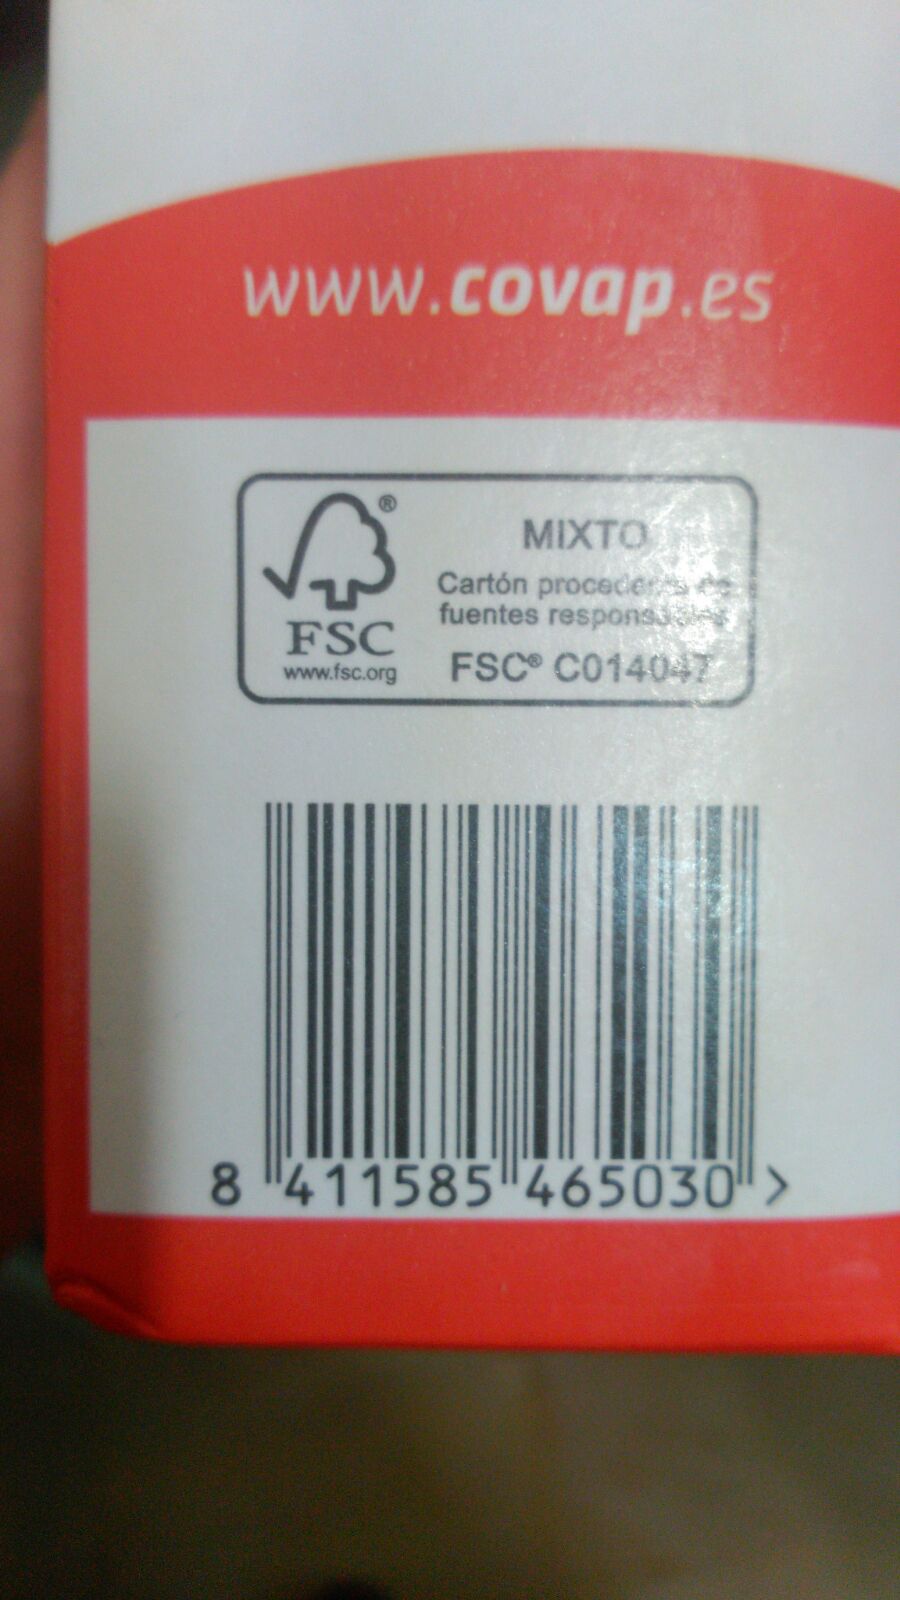 www.covap.es
®
MIXTO
Cartón procedente de
fuentes responsables
FSC
www.fsc.org
FSC® C014047
8 411585 465030 >